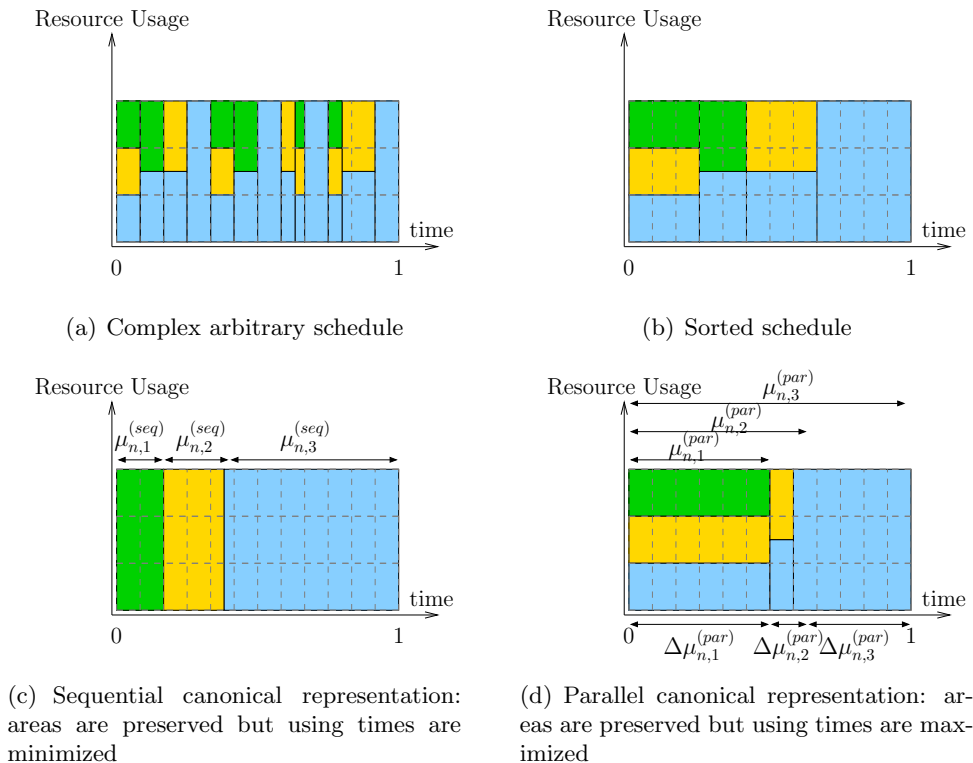 Resource Usage
time
0
1
(a) Complex arbitrary schedule
Resource Usage
time
0
1
(b) Sorted schedule
Resource Usage
μ_{n,1}^{(seq)} μ_{n,2}^{(seq)} μ_{n,3}^{(seq)}
time
0
1
(c) Sequential canonical representation:
areas are preserved but using times are
minimized
Resource Usage
μ_{n,3}^{(par)}
μ_{n,2}^{(par)}
μ_{n,1}^{(par)}
time
0
1
Δμ_{n,1}^{(par)} Δμ_{n,2}^{(par)} Δμ_{n,3}^{(par)}
(d) Parallel canonical representation: ar-
eas are preserved but using times are max-
imized